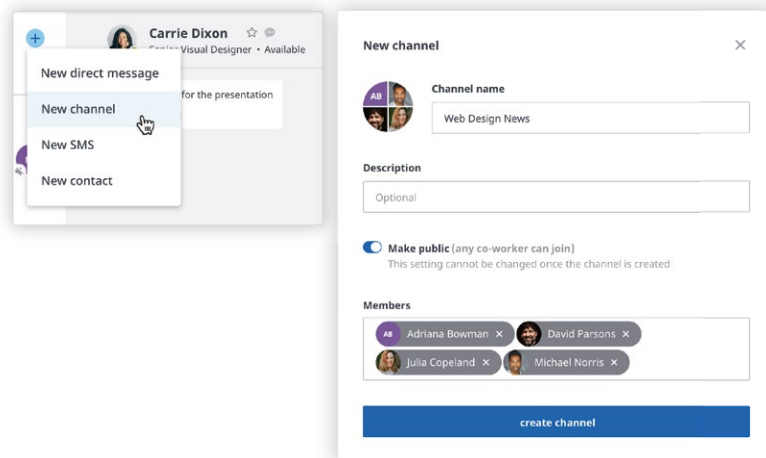 Carrie Dixon
Senior Visual Designer • Available
New direct message
for the presentation
New channel
New SMS
New contact
New channel
Channel name
AB
Web Design News
Description
Optional
Make public (any co-worker can join)
This setting cannot be changed once the channel is created
Members
AB Adriana Bowman × David Parsons ×
Julia Copeland × Michael Norris ×
create channel